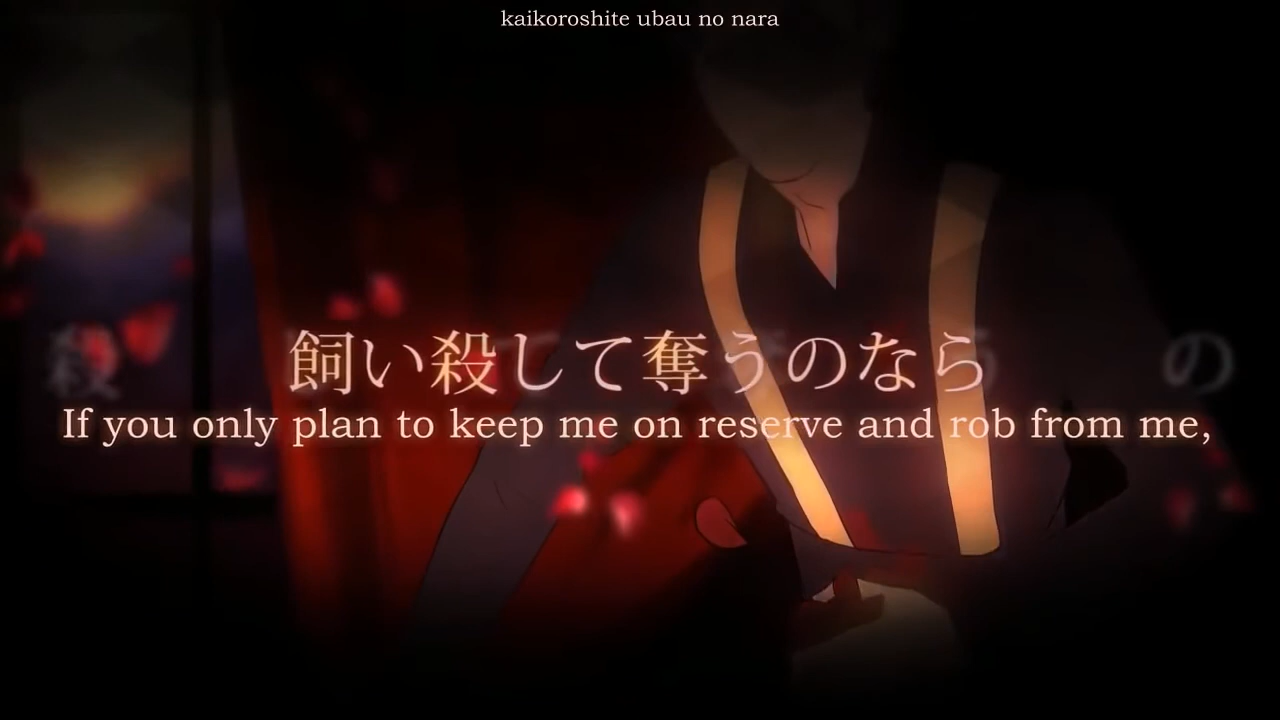 kaikoroshite ubau no nara
飼い殺して奪うのなら
If you only plan to keep me on reserve and rob from me,